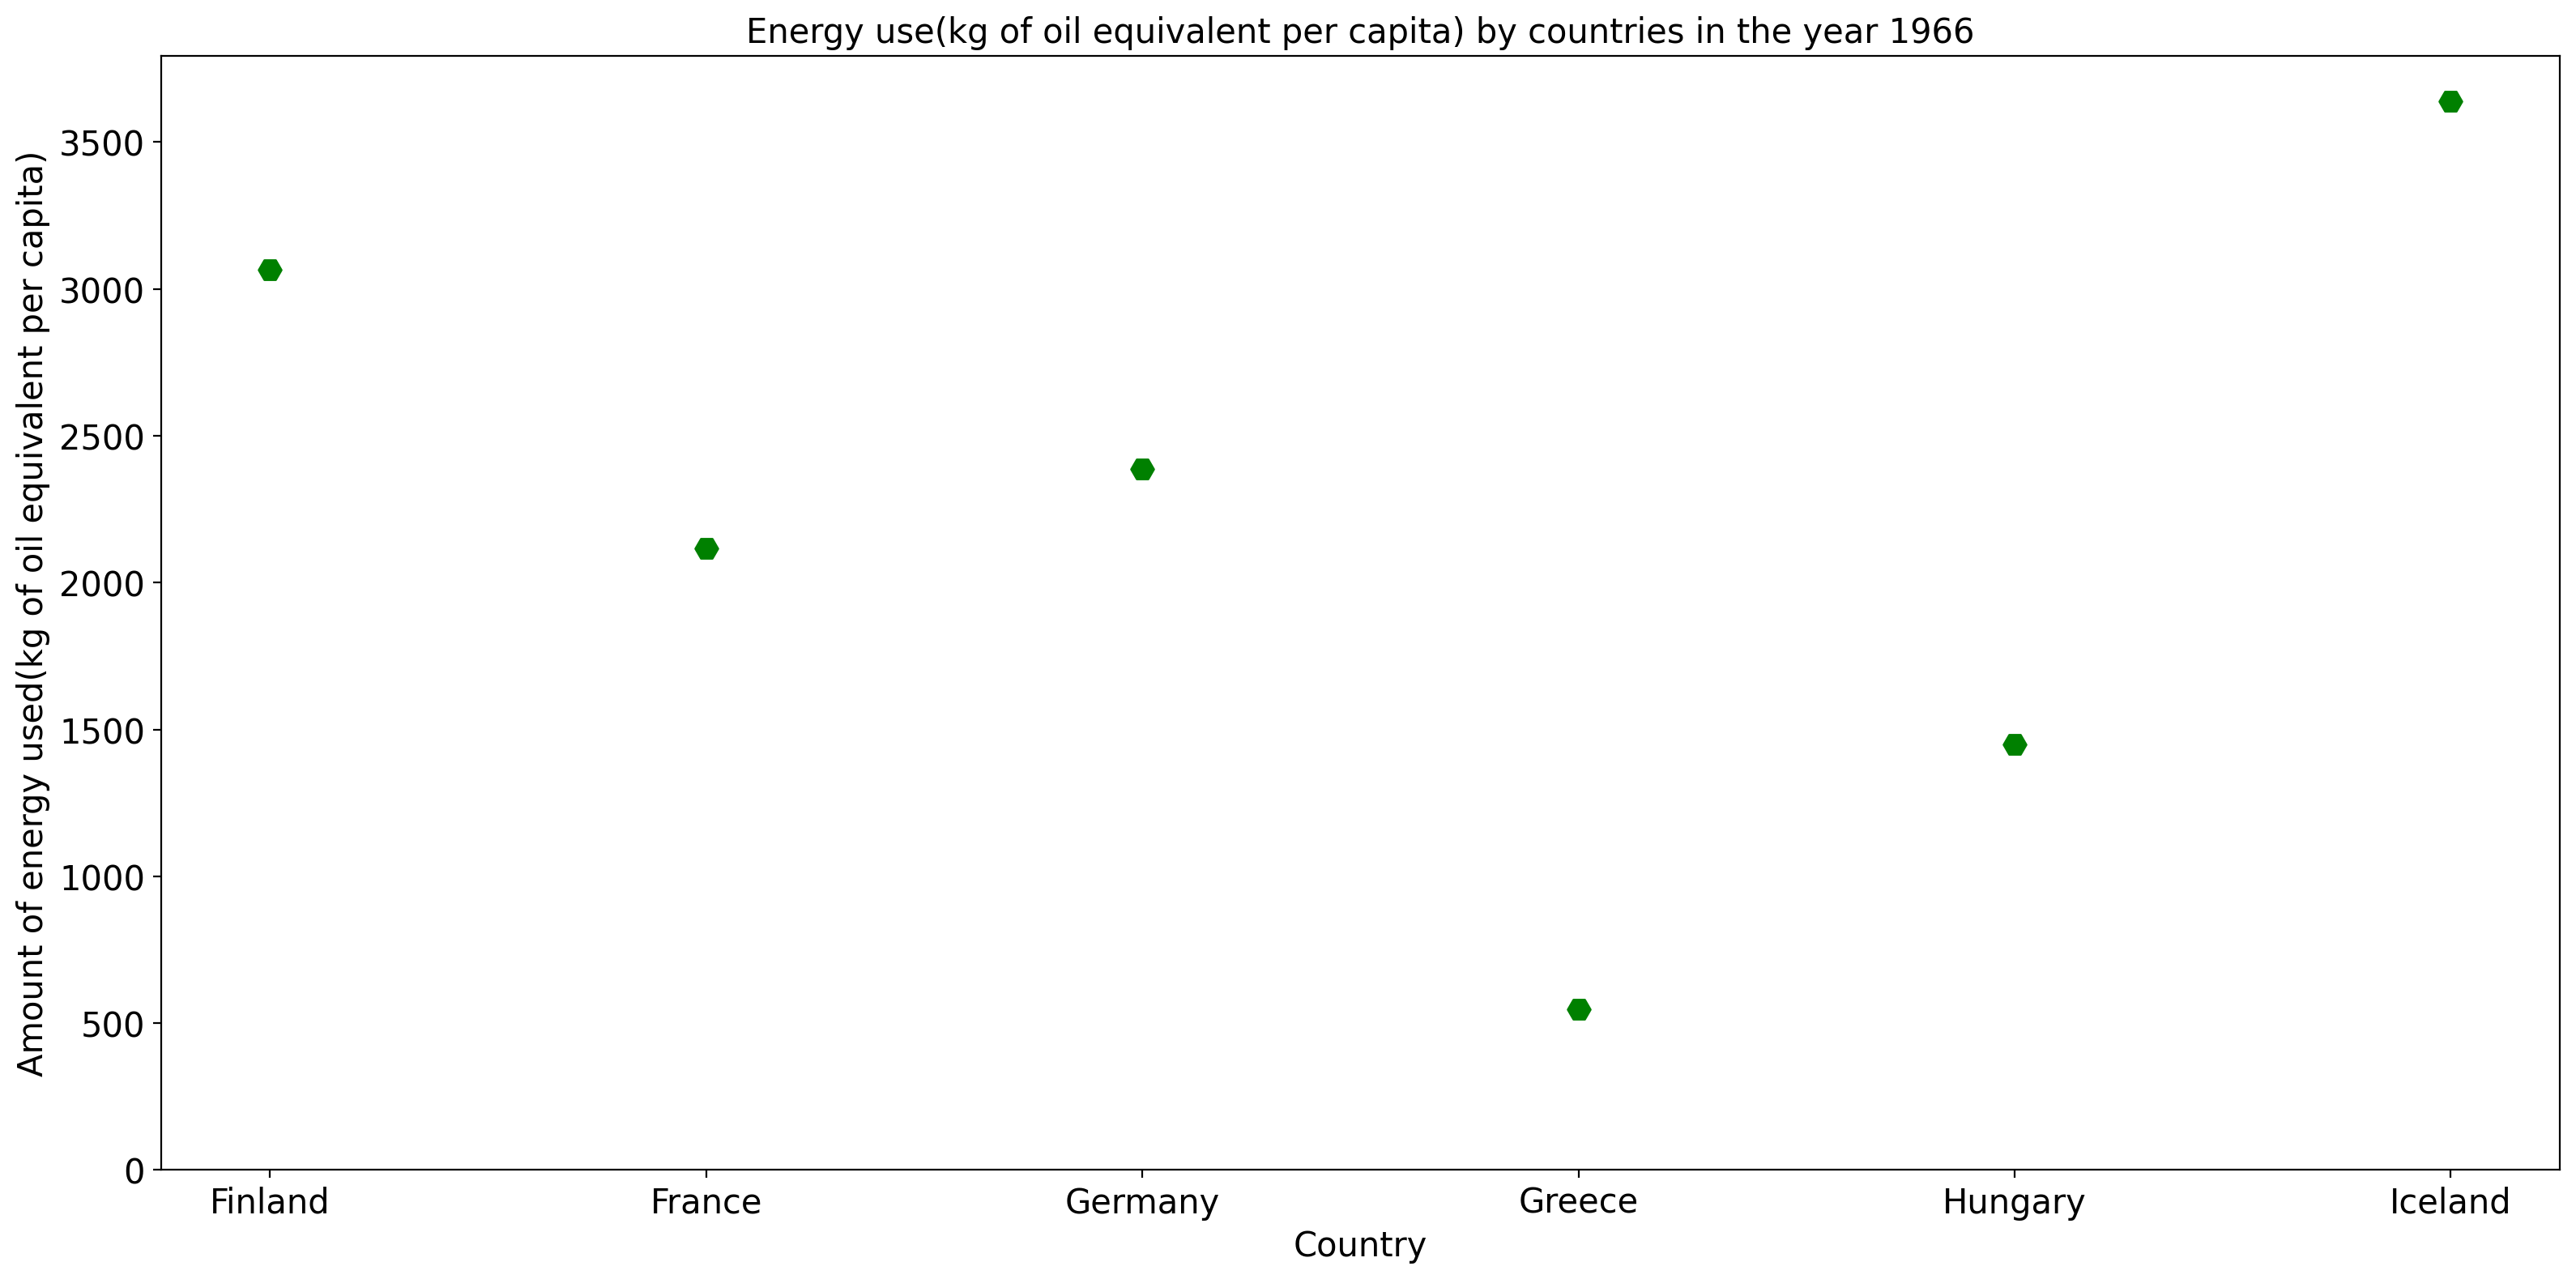 Energy use(kg of oil equivalent per capita) by countries in the year 1966
Amount of energy used(kg of oil equivalent per capita)
3500
3000
2500
2000
1500
1000
500
0
Finland France Germany Greece Hungary Iceland
Country